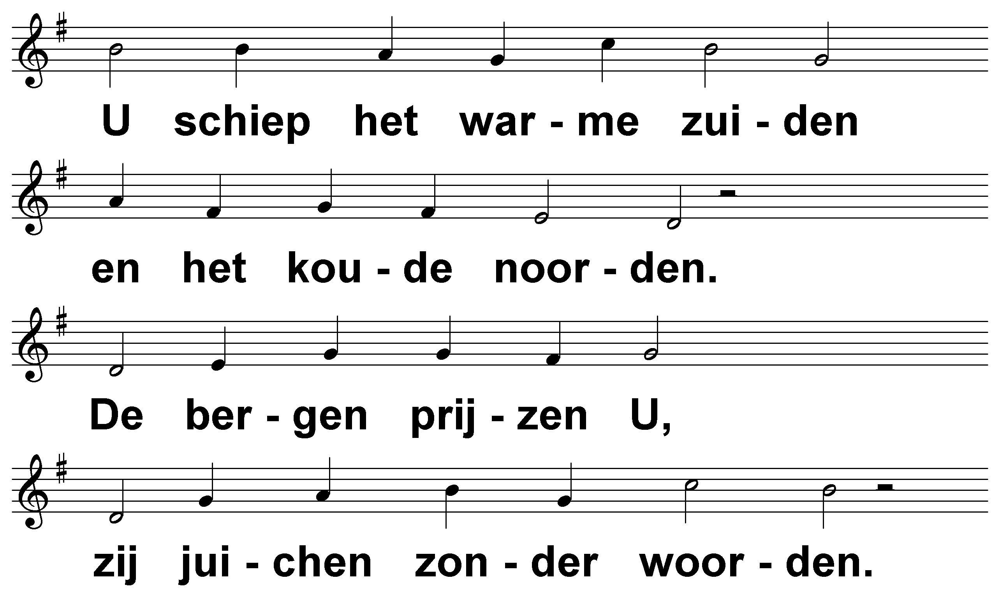 U schiep het war - me zui - den
en het kou - de noor - den.
De ber - gen prij - zen U,
zij jui - chen zon - der woor - den.